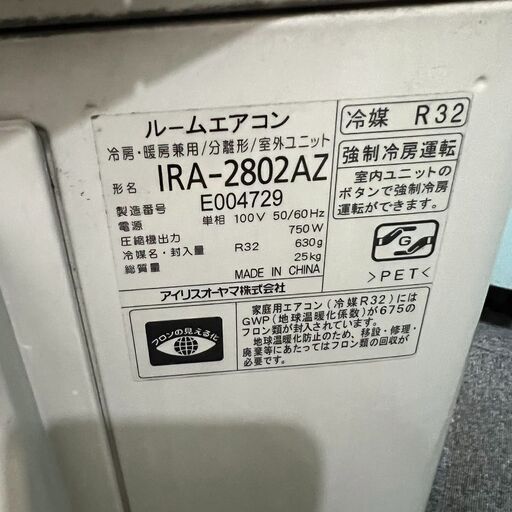 ルームエアコン
冷房・暖房兼用/分離形/室外ユニット
形名 IRA-2802AZ
製造番号 E004729
単相 100V 50/60Hz
圧縮機出力 750W
冷媒名・封入量 R32 630g
総質量 25kg
MADE IN CHINA
アイリスオーヤマ株式会社
冷媒 R32
強制冷房運転
室内ユニットの
ボタンで強制冷房
運転ができます。
G
>PET<
フロンの見える化
家庭用エアコン(冷媒R32)には
GWP(地球温暖化係数)が675の
フロン類が封入されています。
地球温暖化防止のため、移設・修理・
廃棄等にあたってはフロン類の回収が
必要です。